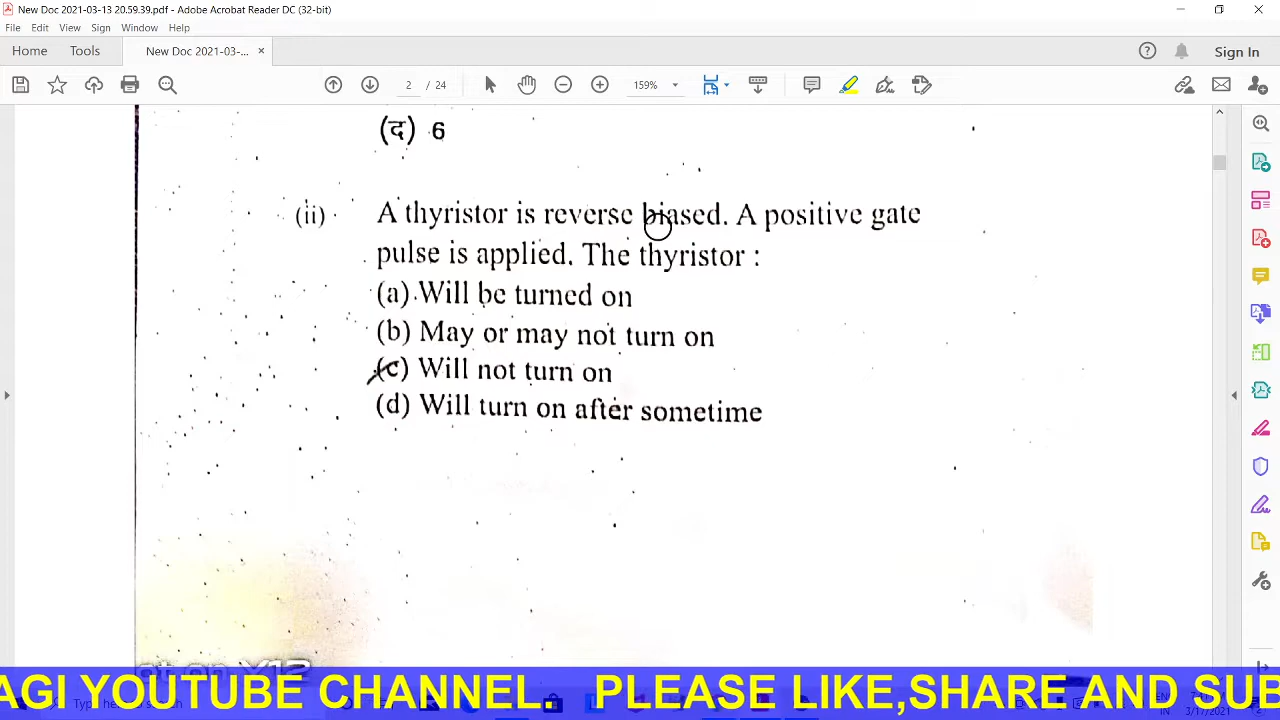 New Doc 2021-03-13 20.59.39.pdf - Adobe Acrobat Reader DC (32-bit)
File Edit View Sign Window Help
Home Tools New Doc 2021-03-... × Sign In
2 / 24 159%
(द) 6
(ii) A thyristor is reverse biased. A positive gate
pulse is applied. The thyristor :
(a) Will be turned on
(b) May or may not turn on
(c) Will not turn on
(d) Will turn on after sometime
AGI YOUTUBE CHANNEL. PLEASE LIKE,SHARE AND SUB
3/17/2021